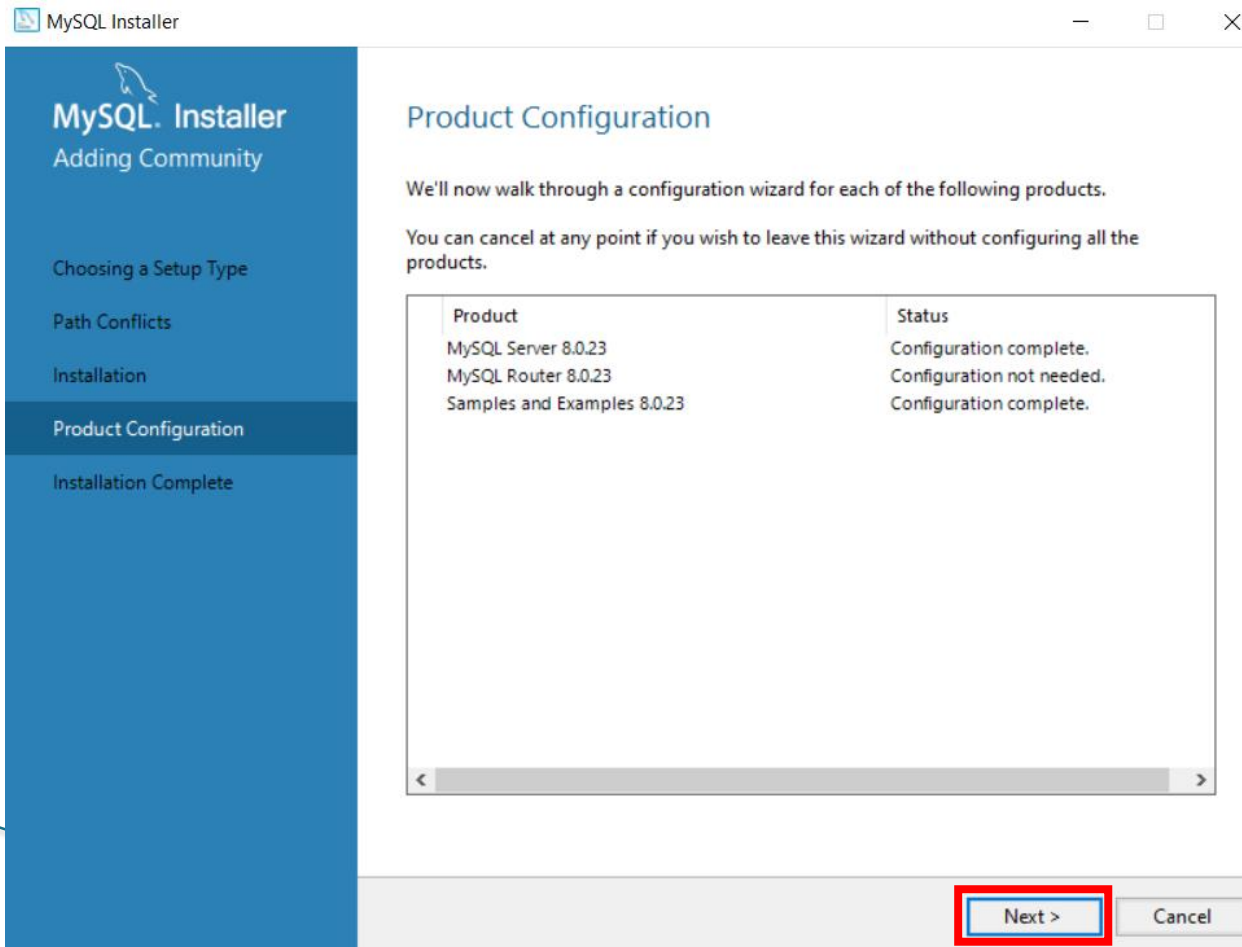 MySQL Installer
MySQL. Installer
Adding Community
Choosing a Setup Type
Path Conflicts
Installation
Product Configuration
Installation Complete
Product Configuration
We'll now walk through a configuration wizard for each of the following products.
You can cancel at any point if you wish to leave this wizard without configuring all the
products.
Product Status
MySQL Server 8.0.23 Configuration complete.
MySQL Router 8.0.23 Configuration not needed.
Samples and Examples 8.0.23 Configuration complete.
Next > Cancel